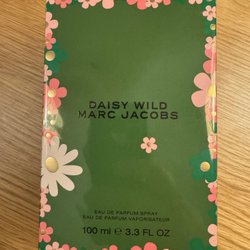 DAISY WILD
MARC JACOBS
EAU DE PARFUM SPRAY
EAU DE PARFUM VAPORISATEUR
100 ml ℮ 3.3 FL OZ